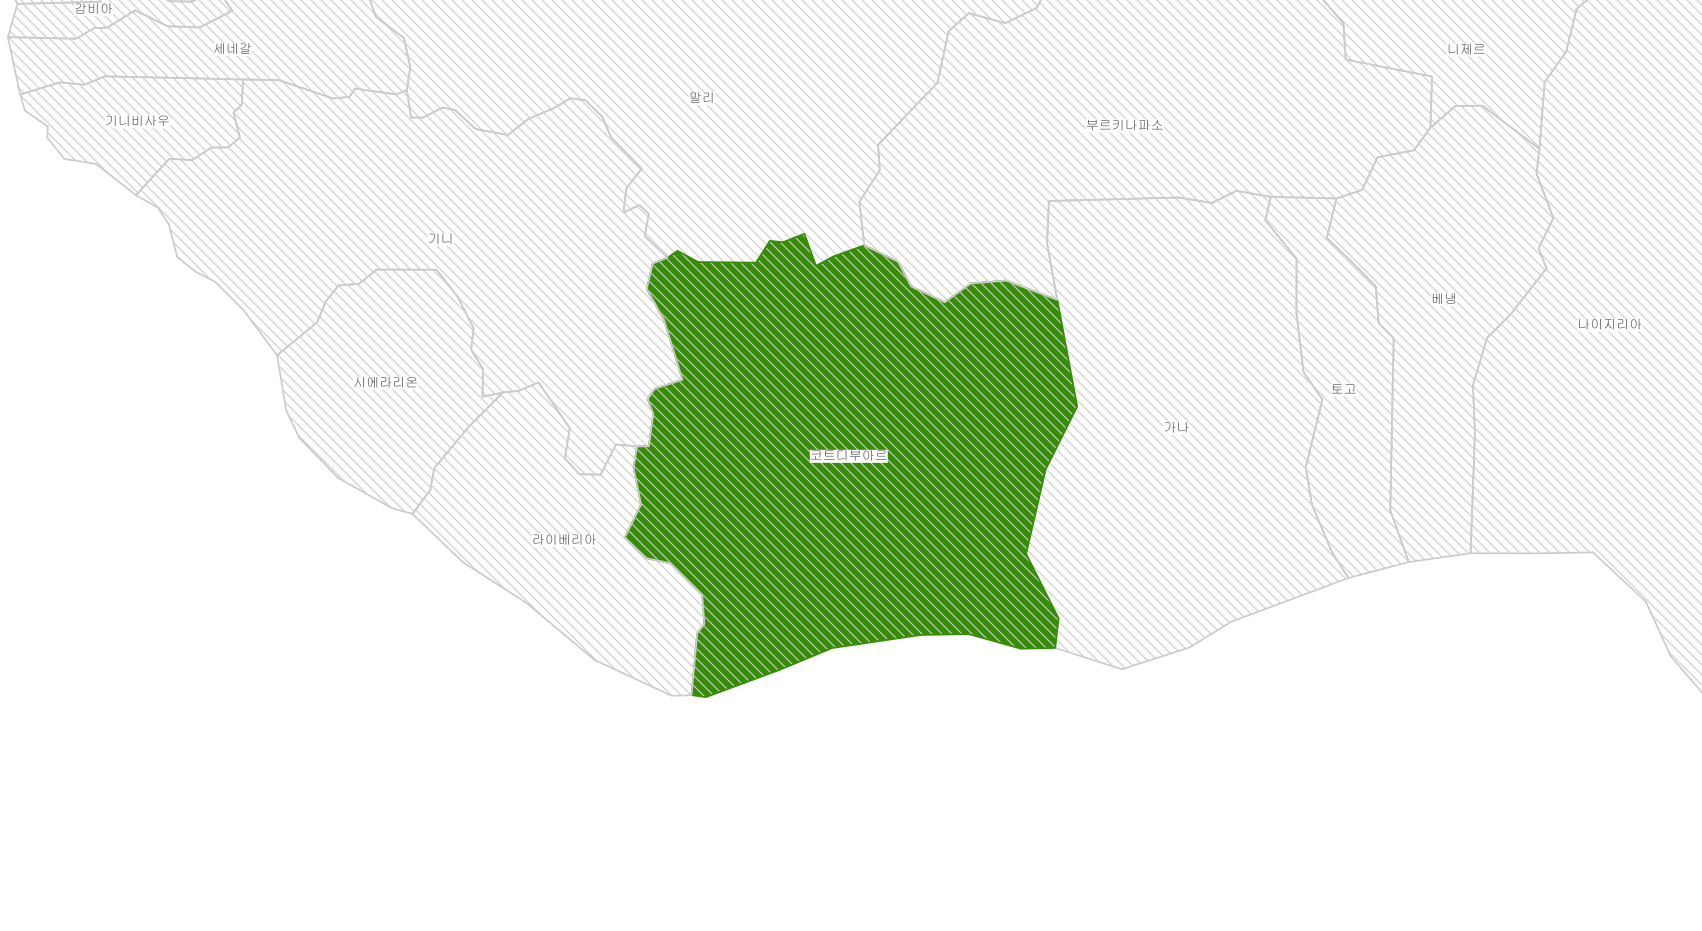 감비아
세네갈
니제르
말리
기니비사우
부르키나파소
기니
베냉
나이지리아
시에라리온
토고
가나
코트디부아르
라이베리아